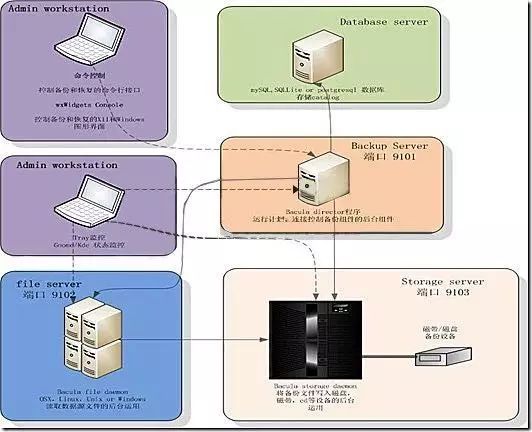 Admin workstation
命令控制
控制备份和恢复的命令行接口
wxWidgets Console
控制备份和恢复的X11和Windows
图形界面
Database server
mySQL,SQLLite or postgresql 数据库
存储catalog
Backup Server
端口 9101
Bacula director程序
运行计划，连接控制备份组件的后台组件
Admin workstation
Tray监控
Gnomd/Kde 状态监控
file server
端口 9102
Bacula file daemon
OSX, Linux, Unix or Windows
读取数据源文件的后台运用
Storage server
端口 9103
磁带/磁盘
备份设备
Bacula storage daemon
将备份文件写入磁盘，
磁带，cd等设备的后台
运用